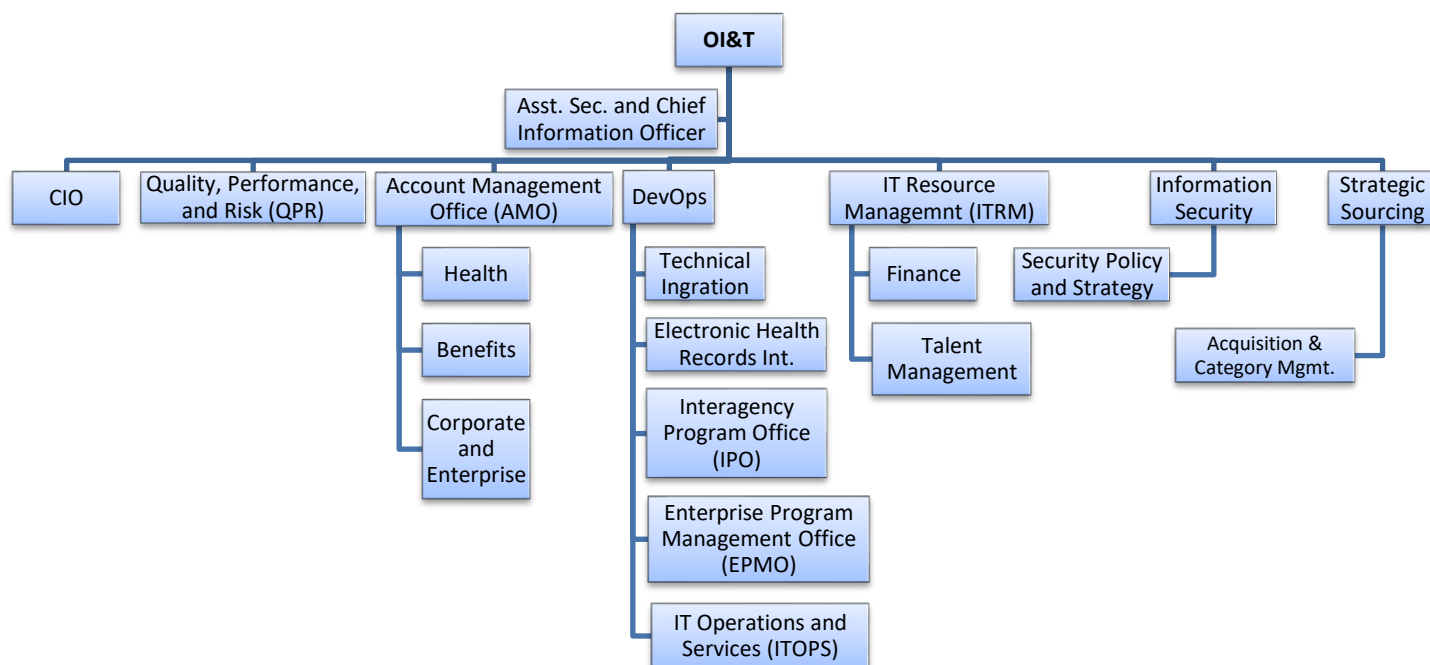 OI&T
Asst. Sec. and Chief
Information Officer
CIO
Quality, Performance,
and Risk (QPR)
Account Management
Office (AMO)
DevOps
IT Resource
Managemnt (ITRM)
Information
Security
Strategic
Sourcing
Health
Benefits
Corporate
and
Enterprise
Technical
Ingration
Electronic Health
Records Int.
Interagency
Program Office
(IPO)
Enterprise Program
Management Office
(EPMO)
IT Operations and
Services (ITOPS)
Finance
Talent
Management
Security Policy
and Strategy
Acquisition &
Category Mgmt.